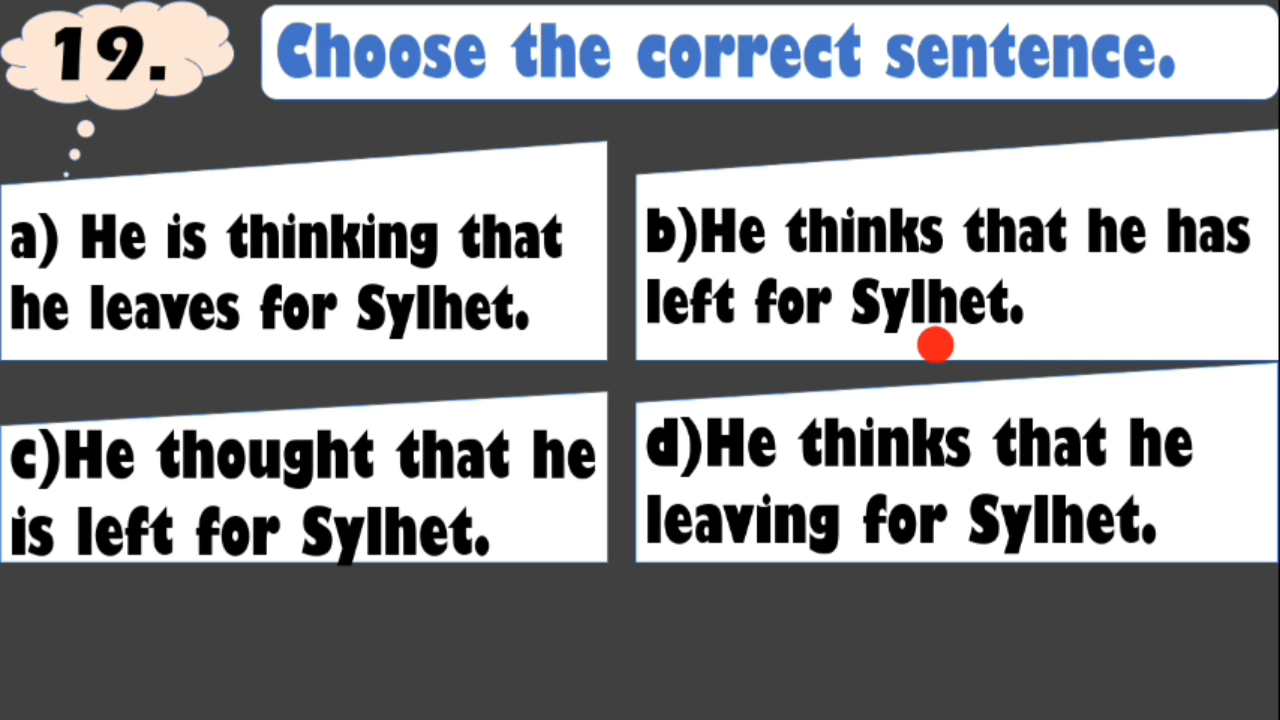 19.
Choose the correct sentence.
a) He is thinking that
he leaves for Sylhet.
b)He thinks that he has
left for Sylhet.
c)He thought that he
is left for Sylhet.
d)He thinks that he
leaving for Sylhet.